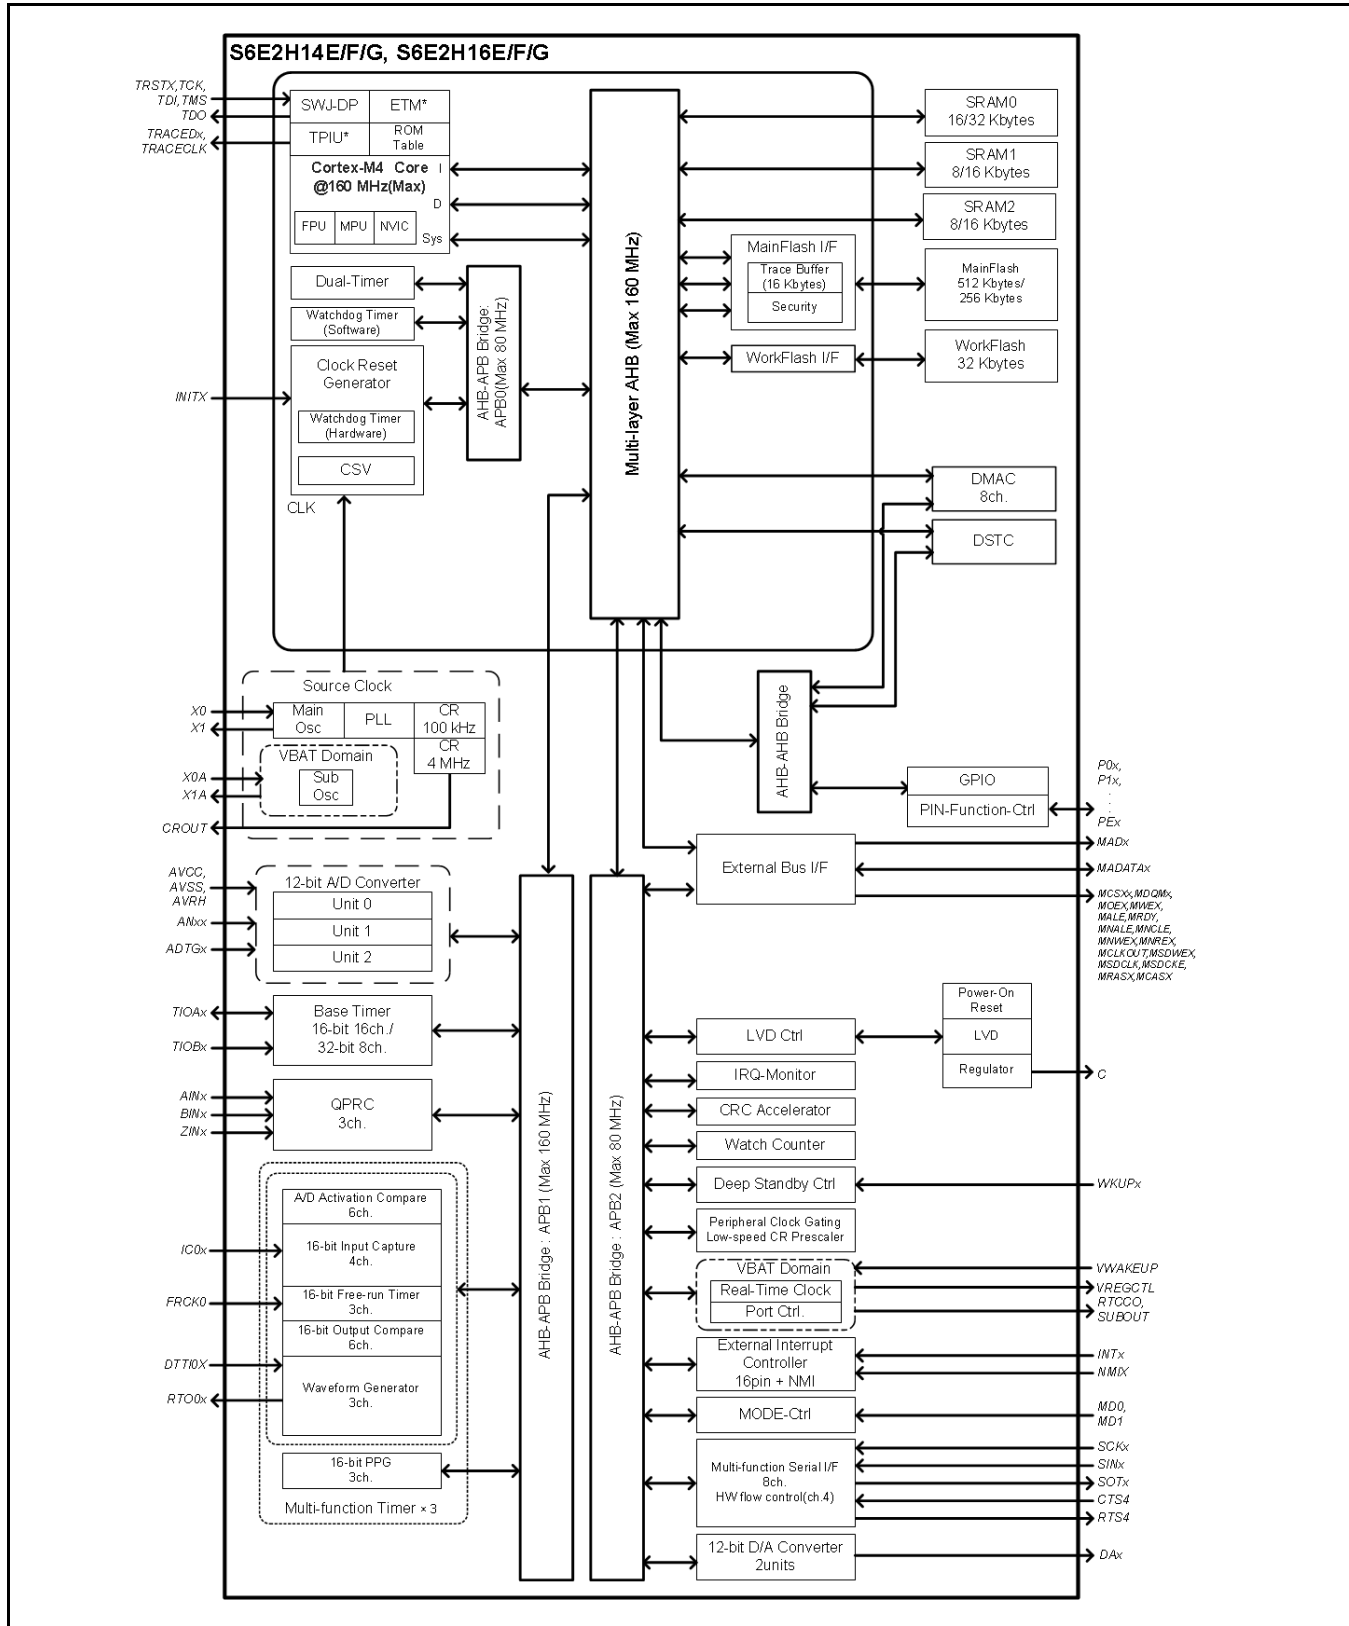 S6E2H14E/F/G, S6E2H16E/F/G
TRSTX,TCK,
TDI,TMS
TDO
TRACEDx,
TRACECLK
SWJ-DP
ETM*
TPIU*
ROM
Table
Cortex-M4 Core
@160 MHz(Max)
I
D
Sys
FPU
MPU
NVIC
Dual-Timer
Watchdog Timer
(Software)
Clock Reset
Generator
Watchdog Timer
(Hardware)
CSV
CLK
INITX
AHB-APB Bridge:
APB0(Max 80 MHz)
Multi-layer AHB (Max 160 MHz)
MainFlash I/F
Trace Buffer
(16 Kbytes)
Security
WorkFlash I/F
SRAM0
16/32 Kbytes
SRAM1
8/16 Kbytes
SRAM2
8/16 Kbytes
MainFlash
512 Kbytes/
256 Kbytes
WorkFlash
32 Kbytes
DMAC
8ch.
DSTC
Source Clock
Main
Osc
PLL
CR
100 kHz
CR
4 MHz
VBAT Domain
Sub
Osc
X0
X1
X0A
X1A
CROUT
AHB-AHB Bridge
GPIO
PIN-Function-Ctrl
P0x,
P1x,
.
.
PEx
External Bus I/F
MADx
MADATAx
MCSXx,MDQMx,
MOEX,MWEX,
MALE,MRDY,
MNALE,MNCLE,
MNWEX,MNREX,
MCLKOUT,MSDWEX,
MSDCLK,MSDCKE,
MRASX,MCASX
AVCC,
AVSS,
AVRH
ANxx
ADTGx
12-bit A/D Converter
Unit 0
Unit 1
Unit 2
TIOAx
TIOBx
Base Timer
16-bit 16ch./
32-bit 8ch.
AINx
BINx
ZINx
QPRC
3ch.
A/D Activation Compare
6ch.
16-bit Input Capture
4ch.
16-bit Free-run Timer
3ch.
16-bit Output Compare
6ch.
Waveform Generator
3ch.
16-bit PPG
3ch.
Multi-function Timer × 3
IC0x
FRCK0
DTTI0X
RTO0x
AHB-APB Bridge : APB1 (Max 160 MHz)
AHB-APB Bridge : APB2 (Max 80 MHz)
LVD Ctrl
IRQ-Monitor
CRC Accelerator
Watch Counter
Deep Standby Ctrl
Peripheral Clock Gating
Low-speed CR Prescaler
VBAT Domain
Real-Time Clock
Port Ctrl.
External Interrupt
Controller
16pin + NMI
MODE-Ctrl
Multi-function Serial I/F
8ch.
HW flow control(ch.4)
12-bit D/A Converter
2units
Power-On
Reset
LVD
Regulator
C
WKUPx
VWAKEUP
VREGCTL
RTCCO,
SUBOUT
INTx
NMIX
MD0,
MD1
SCKx
SINx
SOTx
CTS4
RTS4
DAx